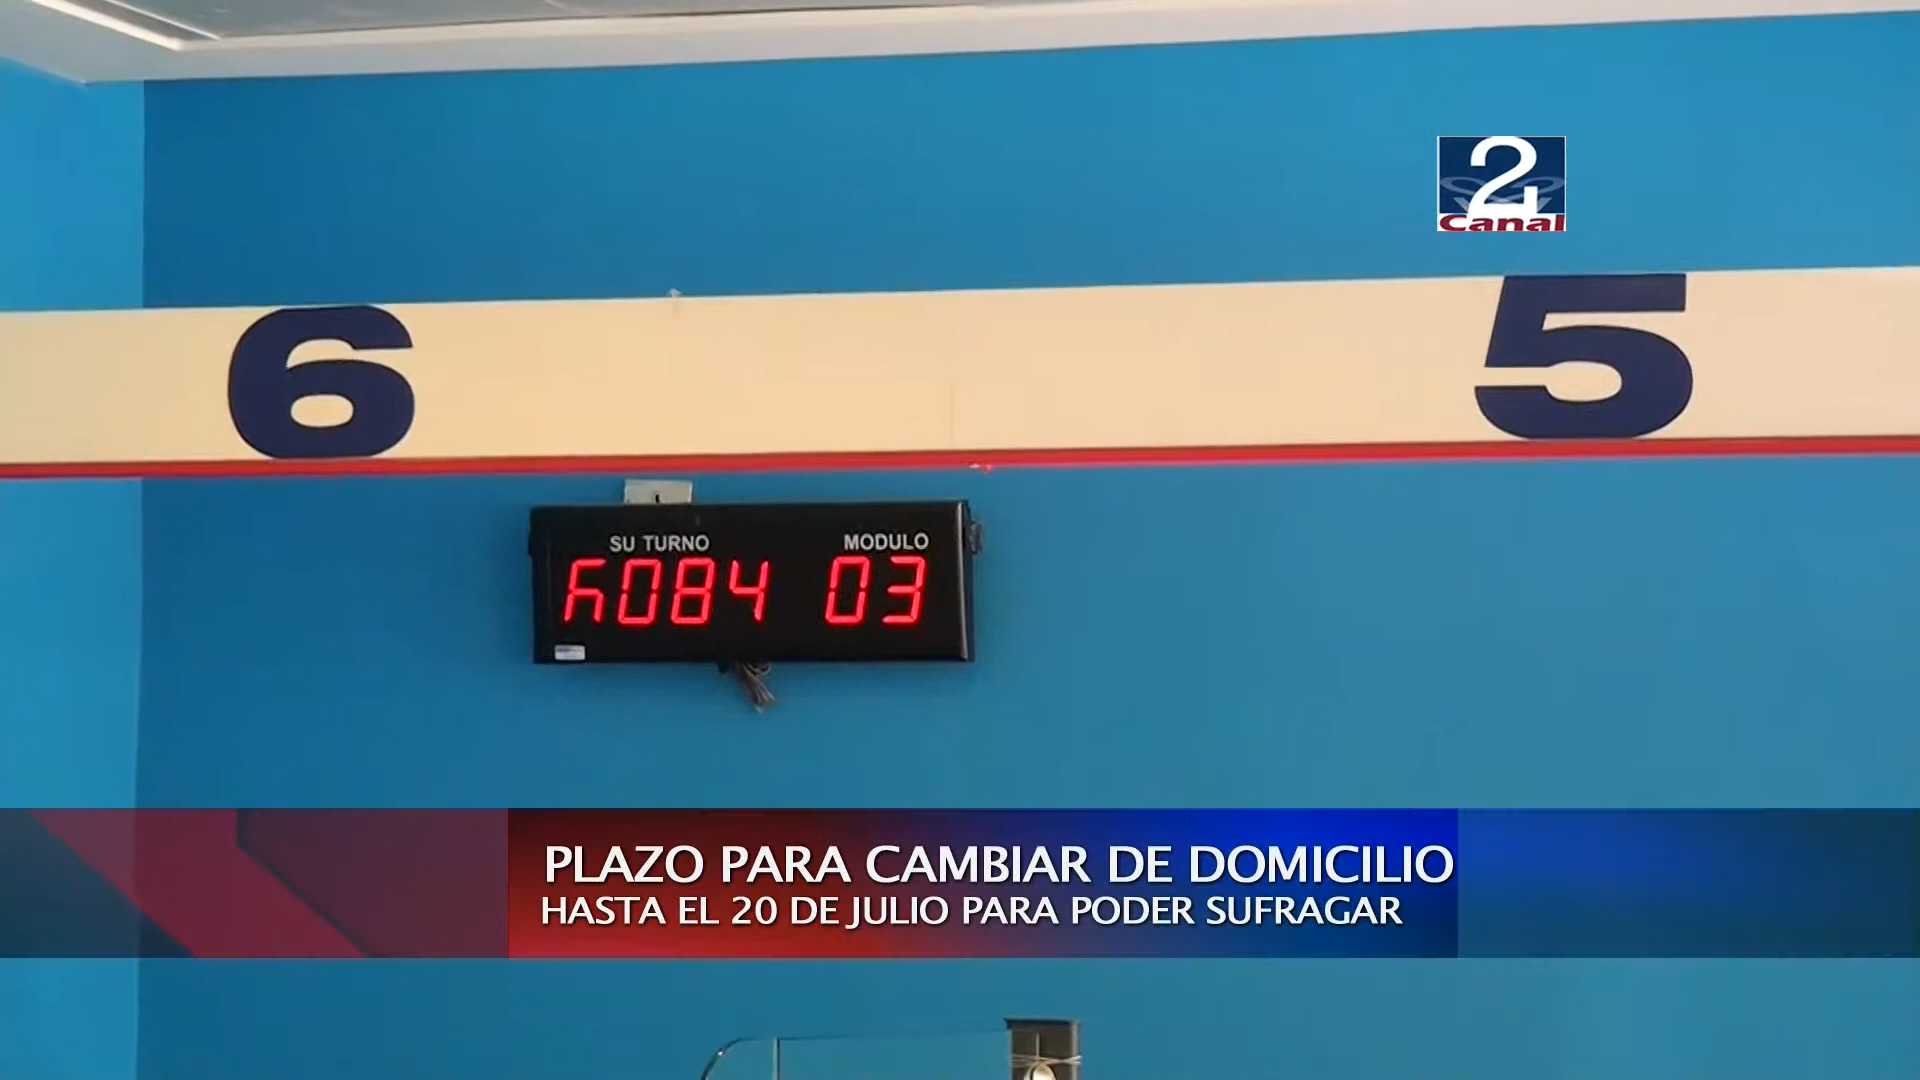 2
Canal
6 5
SU TURNO MODULO
h084 03
PLAZO PARA CAMBIAR DE DOMICILIO
HASTA EL 20 DE JULIO PARA PODER SUFRAGAR